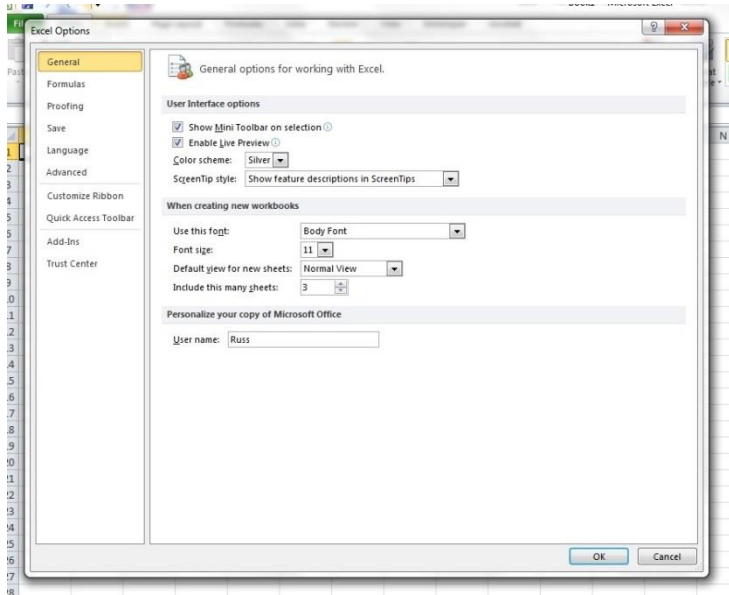 Excel Options
General
Formulas
Proofing
Save
Language
Advanced
Customize Ribbon
Quick Access Toolbar
Add-Ins
Trust Center
General options for working with Excel.
User Interface options
Show Mini Toolbar on selection
Enable Live Preview
Color scheme: Silver
ScreenTip style: Show feature descriptions in ScreenTips
When creating new workbooks
Use this font: Body Font
Font size: 11
Default view for new sheets: Normal View
Include this many sheets: 3
Personalize your copy of Microsoft Office
User name: Russ
OK Cancel
N